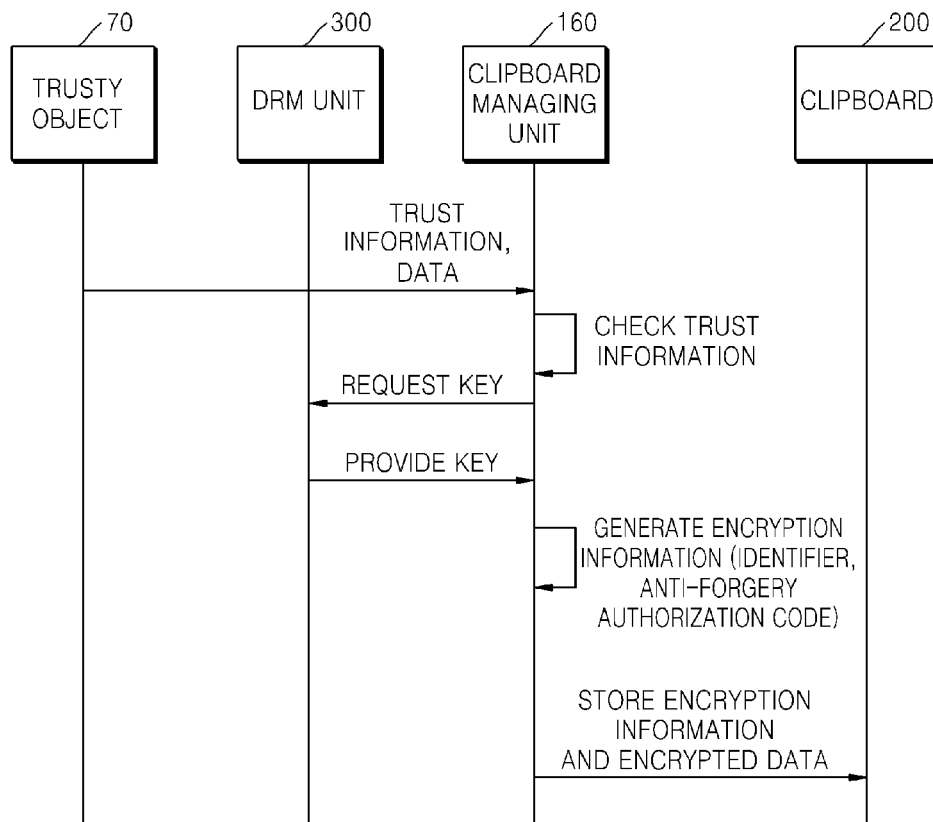 70
300
160
200
TRUSTY
OBJECT
DRM UNIT
CLIPBOARD
MANAGING
UNIT
CLIPBOARD
TRUST
INFORMATION,
DATA
CHECK TRUST
INFORMATION
REQUEST KEY
PROVIDE KEY
GENERATE ENCRYPTION
INFORMATION (IDENTIFIER,
ANTI-FORGERY
AUTHORIZATION CODE)
STORE ENCRYPTION
INFORMATION
AND ENCRYPTED DATA